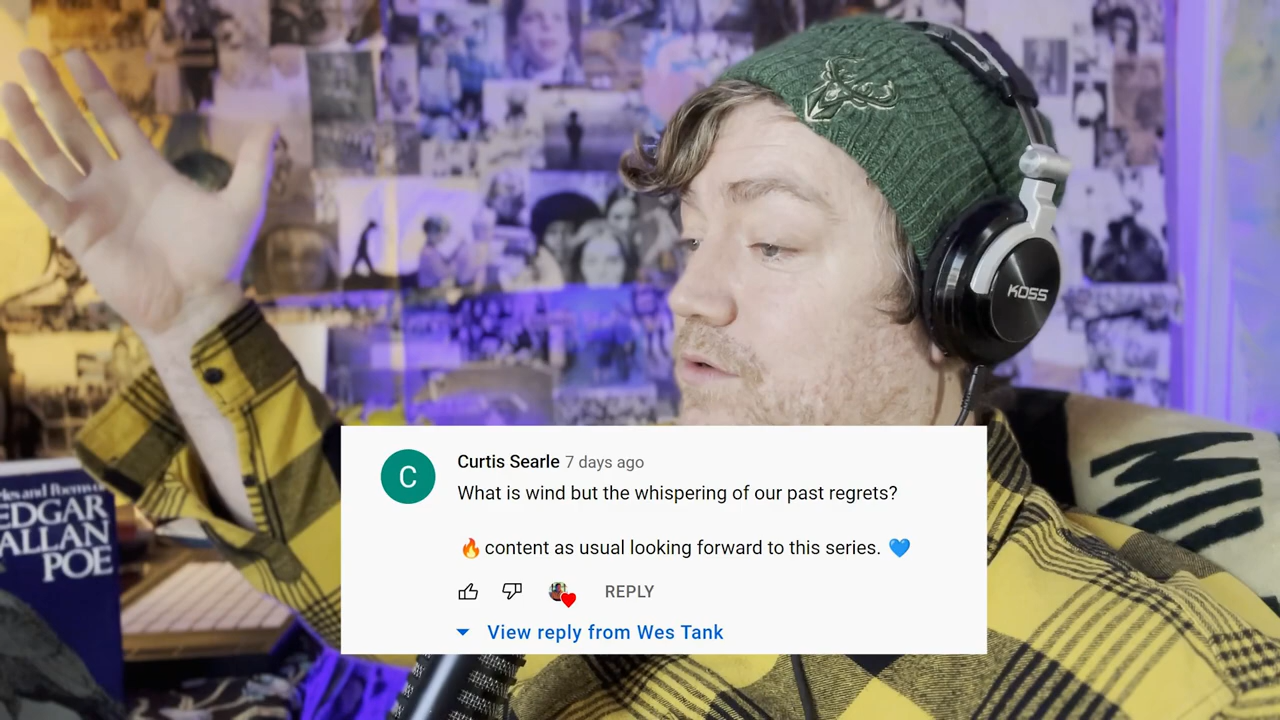 KOSS
C
Curtis Searle 7 days ago
What is wind but the whispering of our past regrets?
🔥content as usual looking forward to this series. 💙
REPLY
View reply from Wes Tank
EDGAR
ALLAN
POE